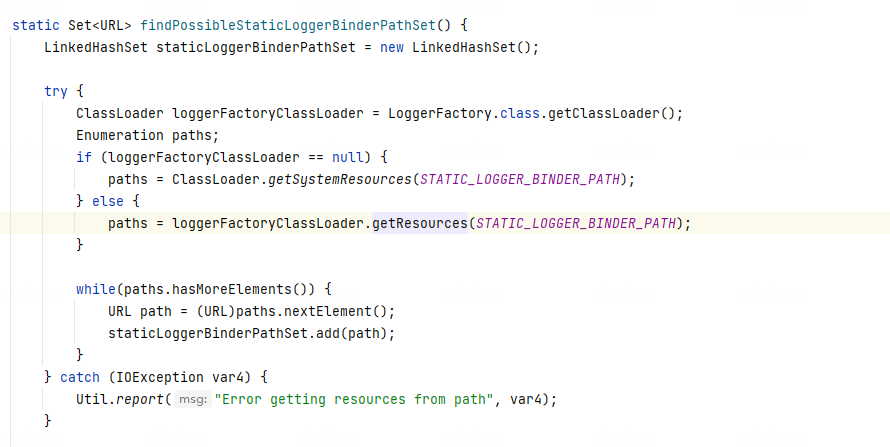 static Set<URL> findPossibleStaticLoggerBinderPathSet() {
    LinkedHashSet staticLoggerBinderPathSet = new LinkedHashSet();

    try {
        ClassLoader loggerFactoryClassLoader = LoggerFactory.class.getClassLoader();
        Enumeration paths;
        if (loggerFactoryClassLoader == null) {
            paths = ClassLoader.getSystemResources(STATIC_LOGGER_BINDER_PATH);
        } else {
            paths = loggerFactoryClassLoader.getResources(STATIC_LOGGER_BINDER_PATH);
        }

        while(paths.hasMoreElements()) {
            URL path = (URL)paths.nextElement();
            staticLoggerBinderPathSet.add(path);
        }
    } catch (IOException var4) {
        Util.report( msg: "Error getting resources from path", var4);
    }